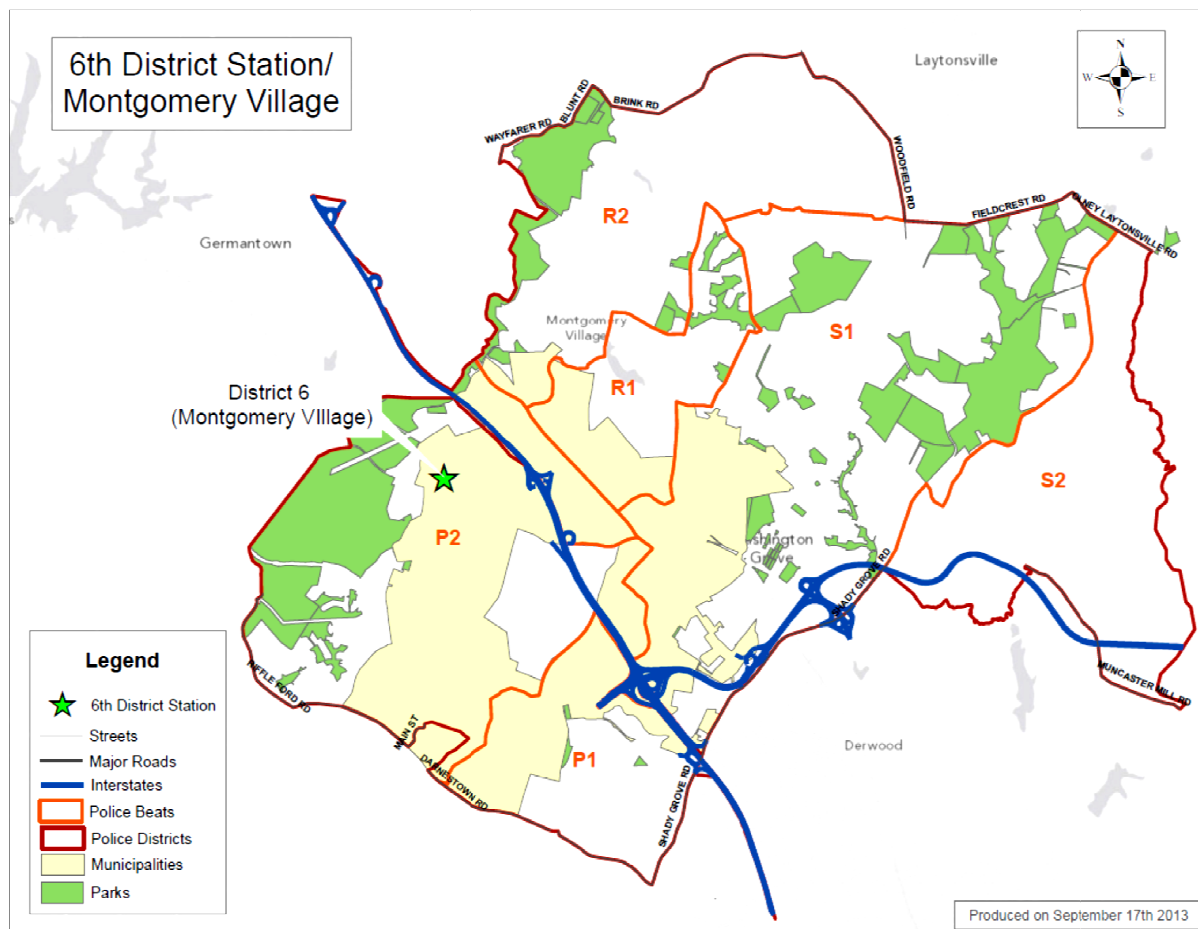 6th District Station/
Montgomery Village
Laytonsville
N
W E
S
BLUNT RD
BRINK RD
WAYFARER RD
WOODFIELD RD
FIELDCREST RD
OLNEY LAYTONSVILLE RD
R2
Germantown
Montgomery
Village
S1
R1
District 6
(Montgomery VIllage)
S2
P2
shington
Grove
SHADY GROVE RD
MUNCASTER MILL RD
RIFFLE FORD RD
MAIN ST
DARNESTOWN RD
P1
SHADY GROVE RD
Derwood
Legend
6th District Station
Streets
Major Roads
Interstates
Police Beats
Police Districts
Municipalities
Parks
Produced on September 17th 2013